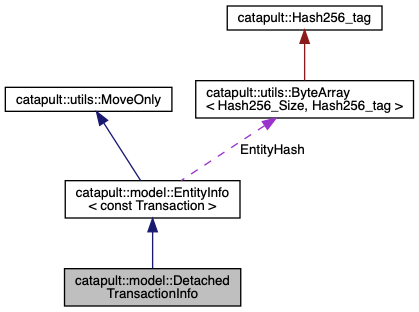 catapult::Hash256_tag
catapult::utils::MoveOnly
catapult::utils::ByteArray
< Hash256_Size, Hash256_tag >
EntityHash
catapult::model::EntityInfo
< const Transaction >
catapult::model::Detached
TransactionInfo